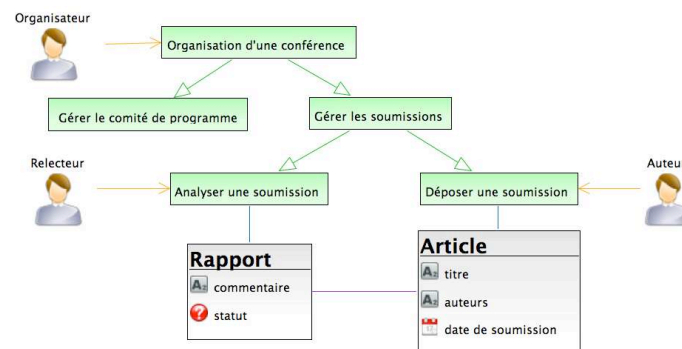 Organisateur
Organisation d'une conférence
Gérer le comité de programme
Gérer les soumissions
Relecteur
Auteu
Analyser une soumission
Déposer une soumission
Rapport
commentaire
statut
Article
titre
auteurs
date de soumission